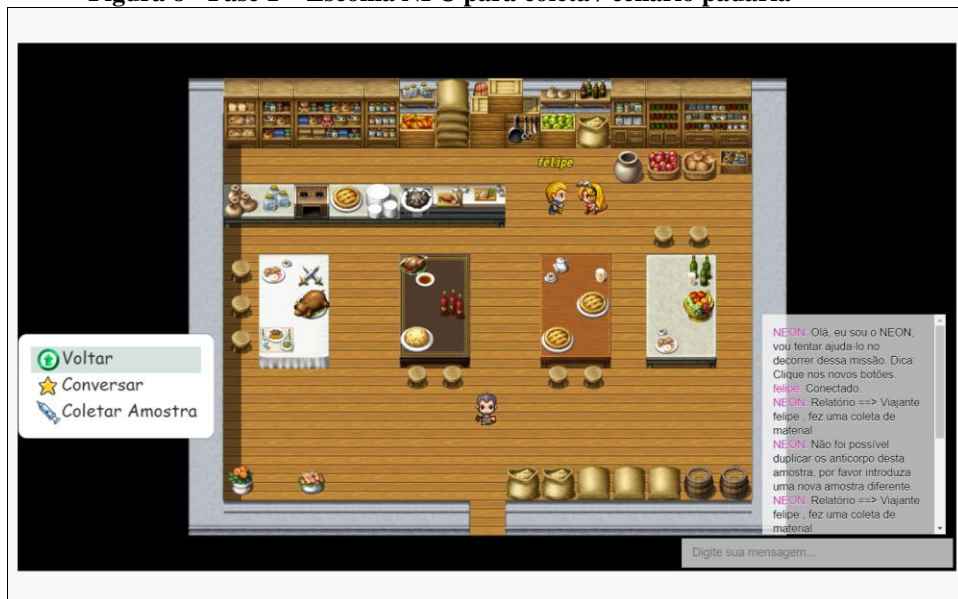 Figura 8 - Fase 1 – Escolha NPC para coleta / cenário padaria
felipe
Voltar
Conversar
Coletar Amostra
NEON: Olá, eu sou o NEON,
vou tentar ajuda-lo no
decorrer dessa missão. Dica:
Clique nos novos botões.
felipe: Conectado.
NEON: Relatório ==> Viajante
felipe , fez uma coleta de
material
NEON: Não foi possível
duplicar os anticorpo desta
amostra, por favor introduza
uma nova amostra diferente.
NEON: Relatório ==> Viajante
felipe , fez uma coleta de
material
Digite sua mensagem...